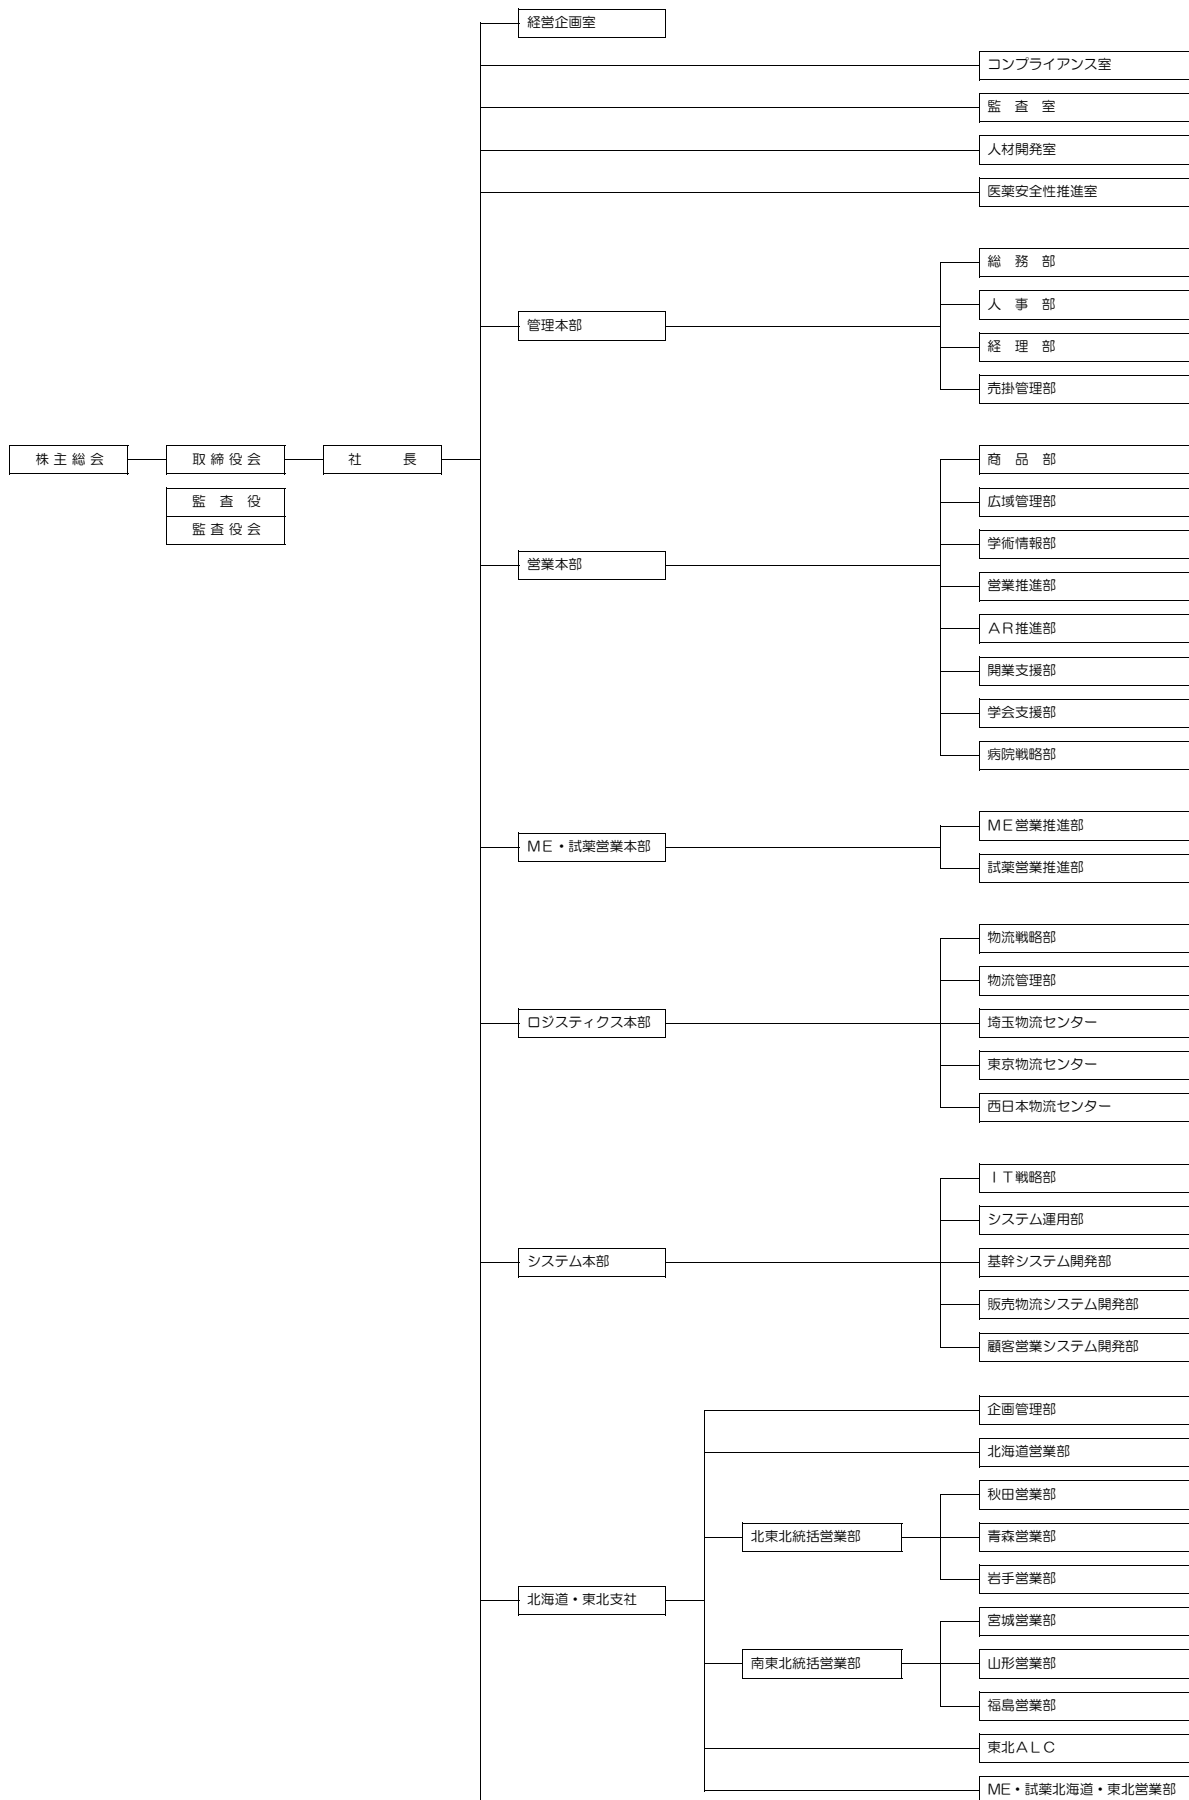 経営企画室
コンプライアンス室
監　査　室
人材開発室
医薬安全性推進室
総　務　部
人　事　部
管理本部
経　理　部
売掛管理部
株 主 総 会
取 締 役 会
社　　　長
監　査　役
監 査 役 会
商　品　部
広域管理部
学術情報部
営業本部
営業推進部
ＡＲ推進部
開業支援部
学会支援部
病院戦略部
ＭＥ営業推進部
ＭＥ・試薬営業本部
試薬営業推進部
物流戦略部
物流管理部
ロジスティクス本部
埼玉物流センター
東京物流センター
西日本物流センター
ＩＴ戦略部
システム運用部
システム本部
基幹システム開発部
販売物流システム開発部
顧客営業システム開発部
企画管理部
北海道営業部
秋田営業部
北東北統括営業部
青森営業部
岩手営業部
北海道・東北支社
宮城営業部
南東北統括営業部
山形営業部
福島営業部
東北ＡＬＣ
ＭＥ・試薬北海道・東北営業部